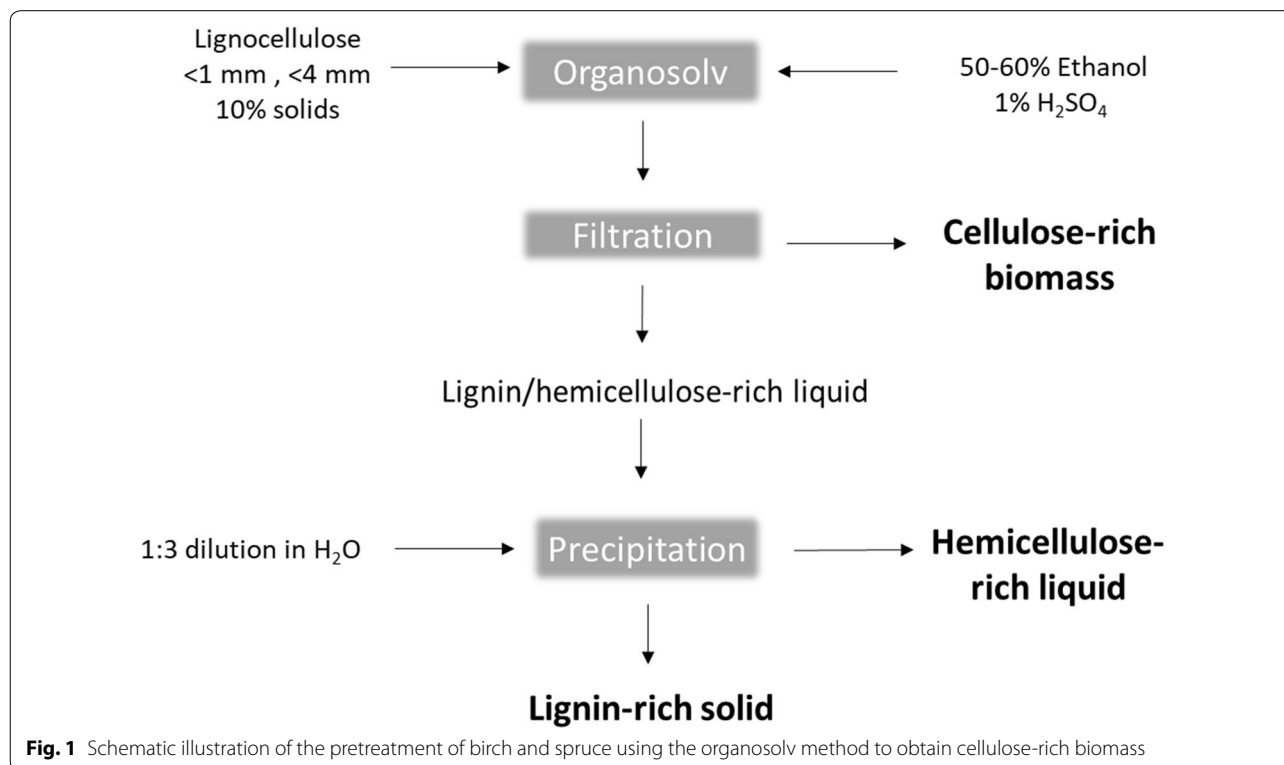 Lignocellulose
<1 mm , <4 mm
10% solids
Organosolv
50-60% Ethanol
1% H₂SO₄
Filtration
Cellulose-rich
biomass
Lignin/hemicellulose-rich liquid
1:3 dilution in H₂O
Precipitation
Hemicellulose-
rich liquid
Lignin-rich solid
Fig. 1 Schematic illustration of the pretreatment of birch and spruce using the organosolv method to obtain cellulose-rich biomass